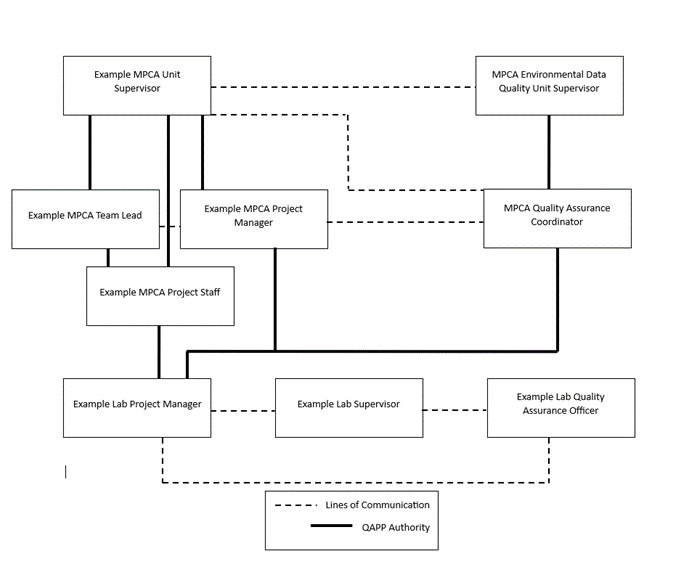 Example MPCA Unit
Supervisor
MPCA Environmental Data
Quality Unit Supervisor
Example MPCA Team Lead
Example MPCA Project
Manager
MPCA Quality Assurance
Coordinator
Example MPCA Project Staff
Example Lab Project Manager
Example Lab Supervisor
Example Lab Quality
Assurance Officer
Lines of Communication
QAPP Authority